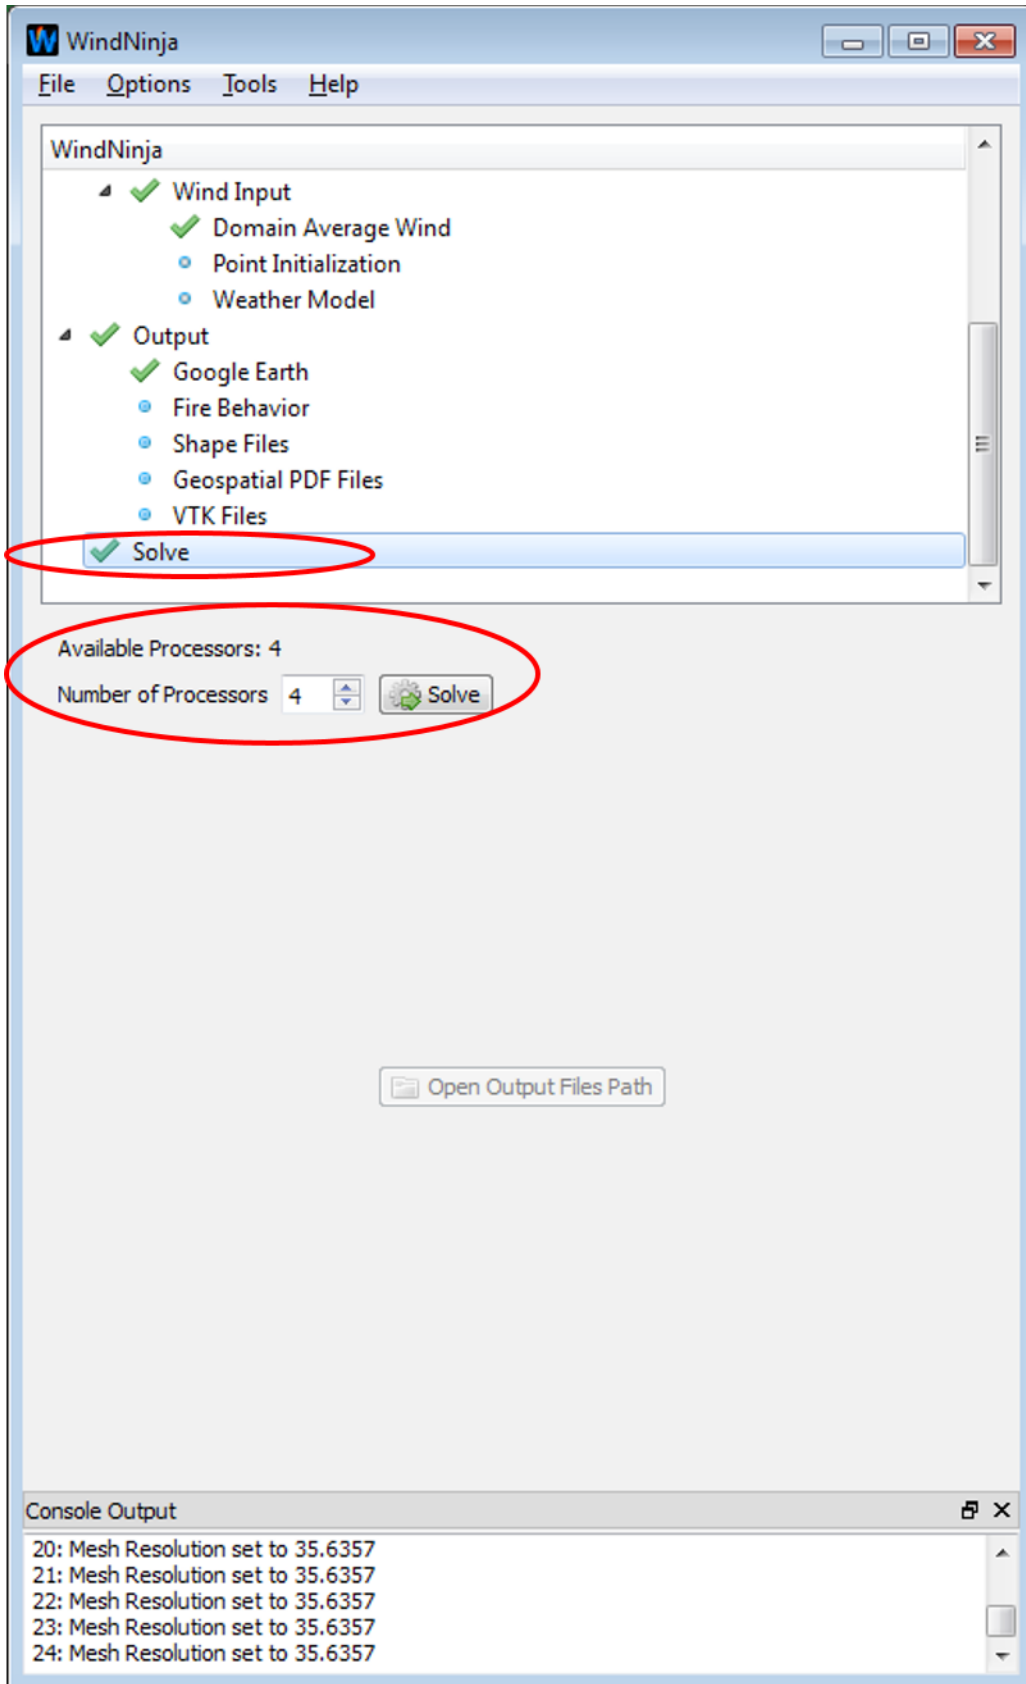 WindNinja
File Options Tools Help
WindNinja
Wind Input
Domain Average Wind
Point Initialization
Weather Model
Output
Google Earth
Fire Behavior
Shape Files
Geospatial PDF Files
VTK Files
Solve
Available Processors: 4
Number of Processors 4 Solve
Open Output Files Path
Console Output
20: Mesh Resolution set to 35.6357
21: Mesh Resolution set to 35.6357
22: Mesh Resolution set to 35.6357
23: Mesh Resolution set to 35.6357
24: Mesh Resolution set to 35.6357